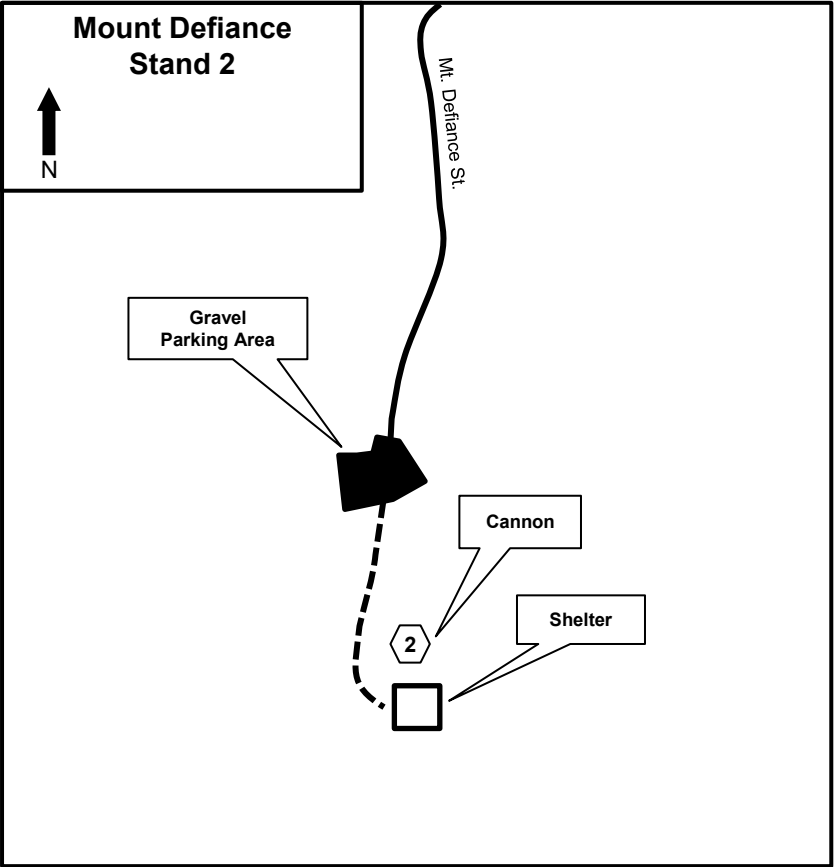 Mount Defiance
Stand 2
N
Mt. Defiance St.
Gravel
Parking Area
Cannon
2
Shelter